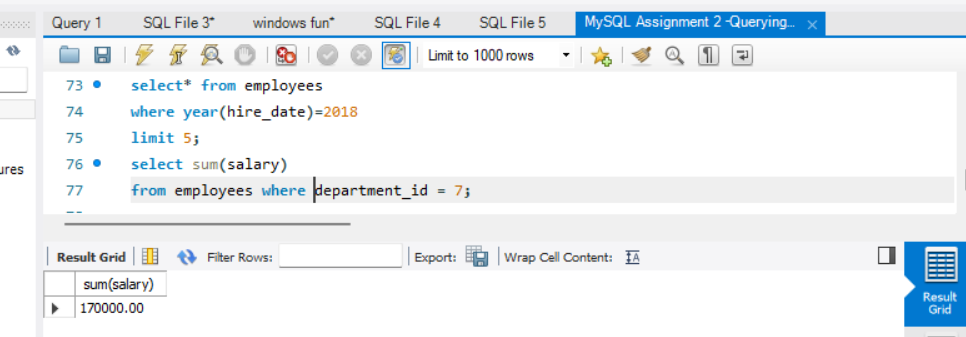 Query 1 SQL File 3* windows fun* SQL File 4 SQL File 5 MySQL Assignment 2 -Querying...
Limit to 1000 rows
73 select* from employees
74 where year(hire_date)=2018
75 limit 5;
ures
76 select sum(salary)
77 from employees where department_id = 7;
Result Grid Filter Rows: Export: Wrap Cell Content: IA
sum(salary)
170000.00
Result
Grid